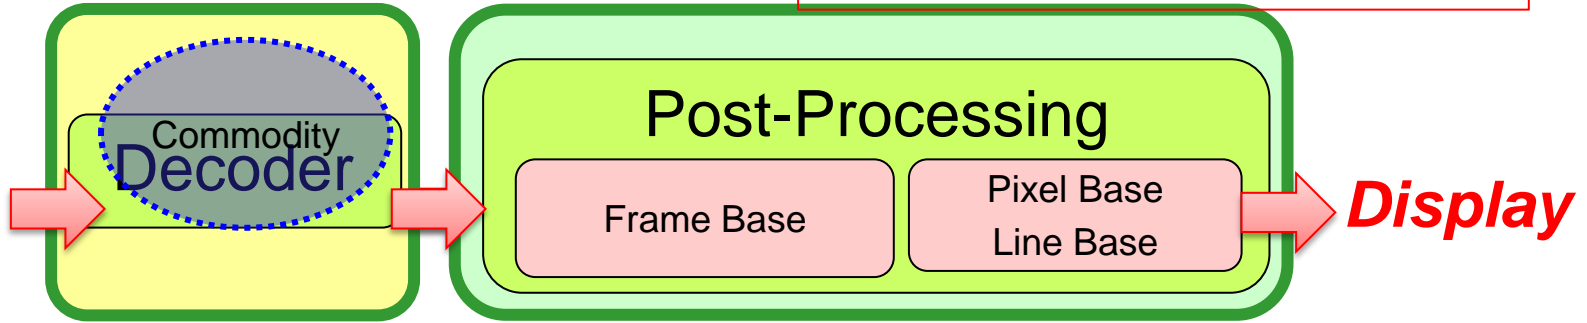 Commodity
Decoder
Post-Processing
Frame Base
Pixel Base
Line Base
Display